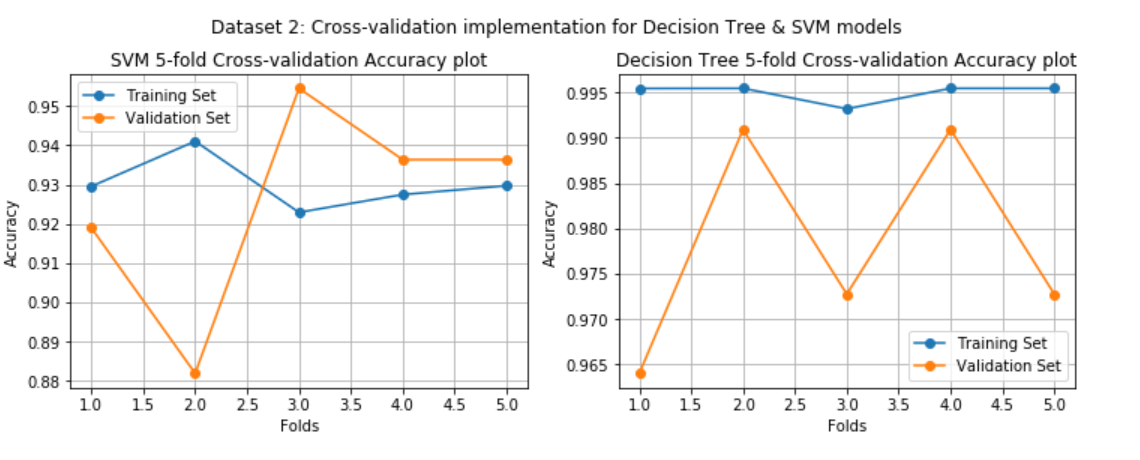 Dataset 2: Cross-validation implementation for Decision Tree & SVM models
SVM 5-fold Cross-validation Accuracy plot
Training Set
Validation Set
0.95
0.94
0.93
0.92
0.91
0.90
0.89
0.88
Accuracy
1.0 1.5 2.0 2.5 3.0 3.5 4.0 4.5 5.0
Folds
Decision Tree 5-fold Cross-validation Accuracy plot
0.995
0.990
0.985
0.980
0.975
0.970
0.965
Accuracy
Training Set
Validation Set
1.0 1.5 2.0 2.5 3.0 3.5 4.0 4.5 5.0
Folds